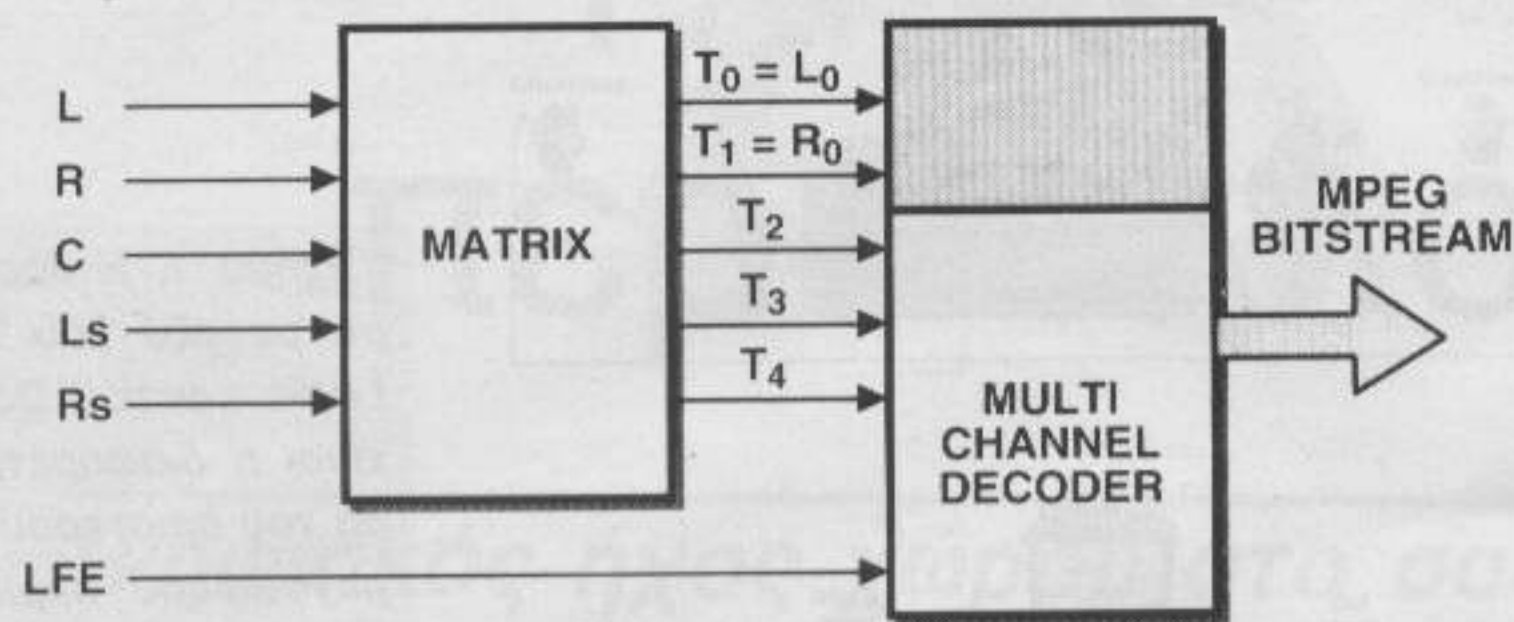 L
R
C
Ls
Rs
LFE
MATRIX
T0 = L0
T1 = R0
T2
T3
T4
MULTI
CHANNEL
DECODER
MPEG
BITSTREAM